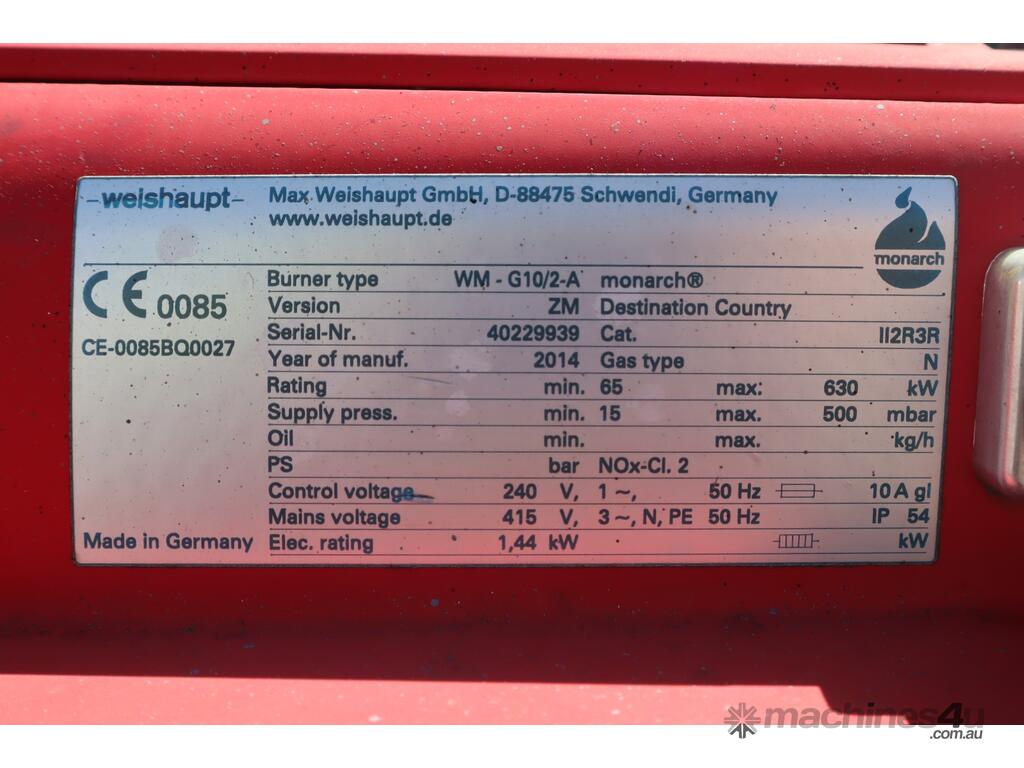 -weishaupt- Max Weishaupt GmbH, D-88475 Schwendi, Germany
www.weishaupt.de
monarch
CE 0085
CE-0085BQ0027
Burner type WM - G10/2-A monarch®
Version ZM Destination Country
Serial-Nr. 40229939 Cat. II2R3R
Year of manuf. 2014 Gas type N
Rating min. 65 max: 630 kW
Supply press. min. 15 max. 500 mbar
Oil min. max. kg/h
PS bar NOx-Cl. 2
Control voltage 240 V, 1 ~, 50 Hz 10 A gl
Mains voltage 415 V, 3 ~, N, PE 50 Hz IP 54
Made in Germany Elec. rating 1,44 kW kW
machines4u
.com.au